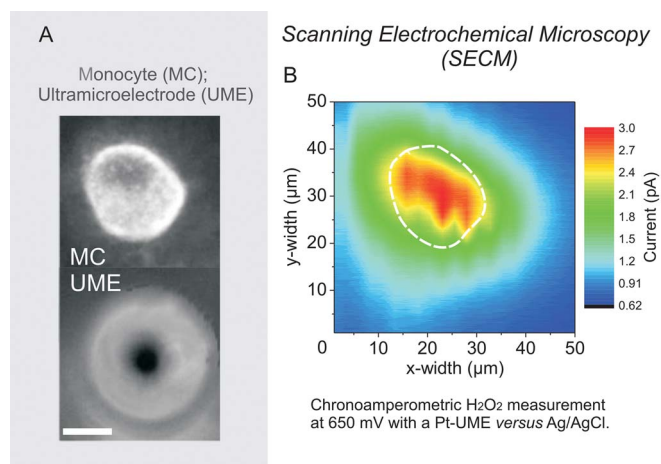 A
Monocyte (MC);
Ultramicroelectrode (UME)
MC
UME
Scanning Electrochemical Microscopy
(SECM)
B
50
40
30
20
10
0
10
20
30
40
50
y-width (µm)
x-width (µm)
3.0
2.7
2.4
2.1
1.8
1.5
1.2
0.91
0.62
Current (pA)
Chronoamperometric H₂O₂ measurement
at 650 mV with a Pt-UME versus Ag/AgCl.